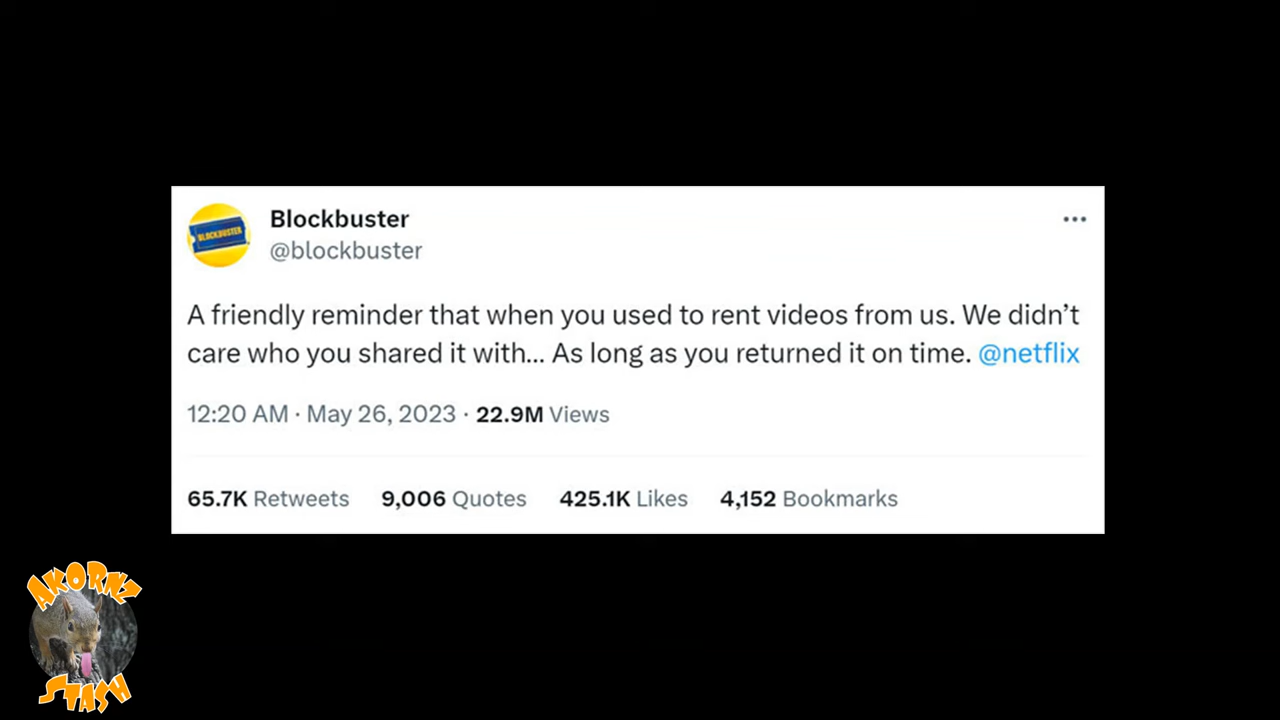 Blockbuster
@blockbuster
BLOCKBUSTER
A friendly reminder that when you used to rent videos from us. We didn’t
care who you shared it with... As long as you returned it on time. @netflix
12:20 AM · May 26, 2023 · 22.9M Views
65.7K Retweets 9,006 Quotes 425.1K Likes 4,152 Bookmarks
AKORNZ
STASH